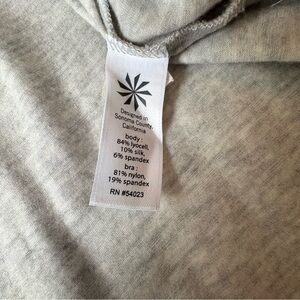 Designed in
Sonoma County,
California
body :
84% lyocell,
10% silk,
6% spandex
bra :
81% nylon,
19% spandex
RN #54023